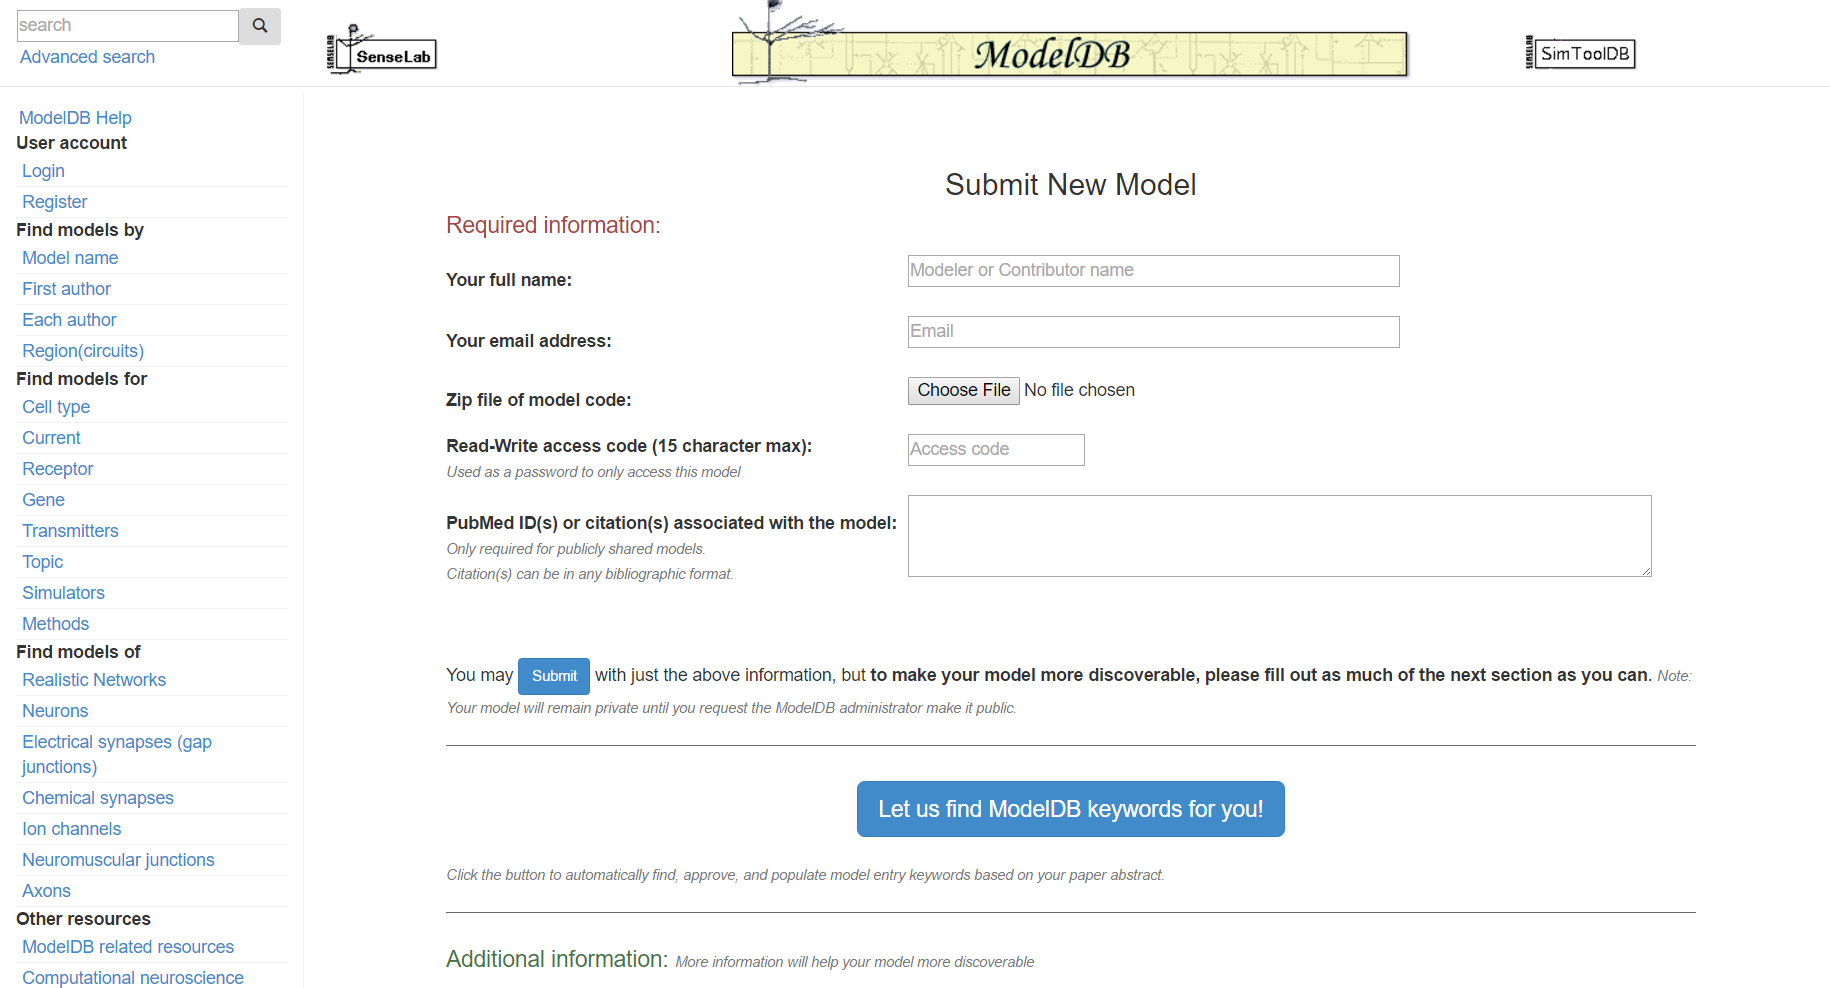 search
Advanced search
SENSELAB
SenseLab
ModelDB
SENSELAB
SimToolDB
ModelDB Help
User account
Login
Register
Find models by
Model name
First author
Each author
Region(circuits)
Find models for
Cell type
Current
Receptor
Gene
Transmitters
Topic
Simulators
Methods
Find models of
Realistic Networks
Neurons
Electrical synapses (gap
junctions)
Chemical synapses
Ion channels
Neuromuscular junctions
Axons
Other resources
ModelDB related resources
Computational neuroscience
Submit New Model
Required information:
Your full name:
Modeler or Contributor name
Your email address:
Email
Zip file of model code:
Choose File No file chosen
Read-Write access code (15 character max):
Access code
Used as a password to only access this model
PubMed ID(s) or citation(s) associated with the model:
Only required for publicly shared models.
Citation(s) can be in any bibliographic format.
You may Submit with just the above information, but to make your model more discoverable, please fill out as much of the next section as you can. Note:
Your model will remain private until you request the ModelDB administrator make it public.
Let us find ModelDB keywords for you!
Click the button to automatically find, approve, and populate model entry keywords based on your paper abstract.
Additional information: More information will help your model more discoverable